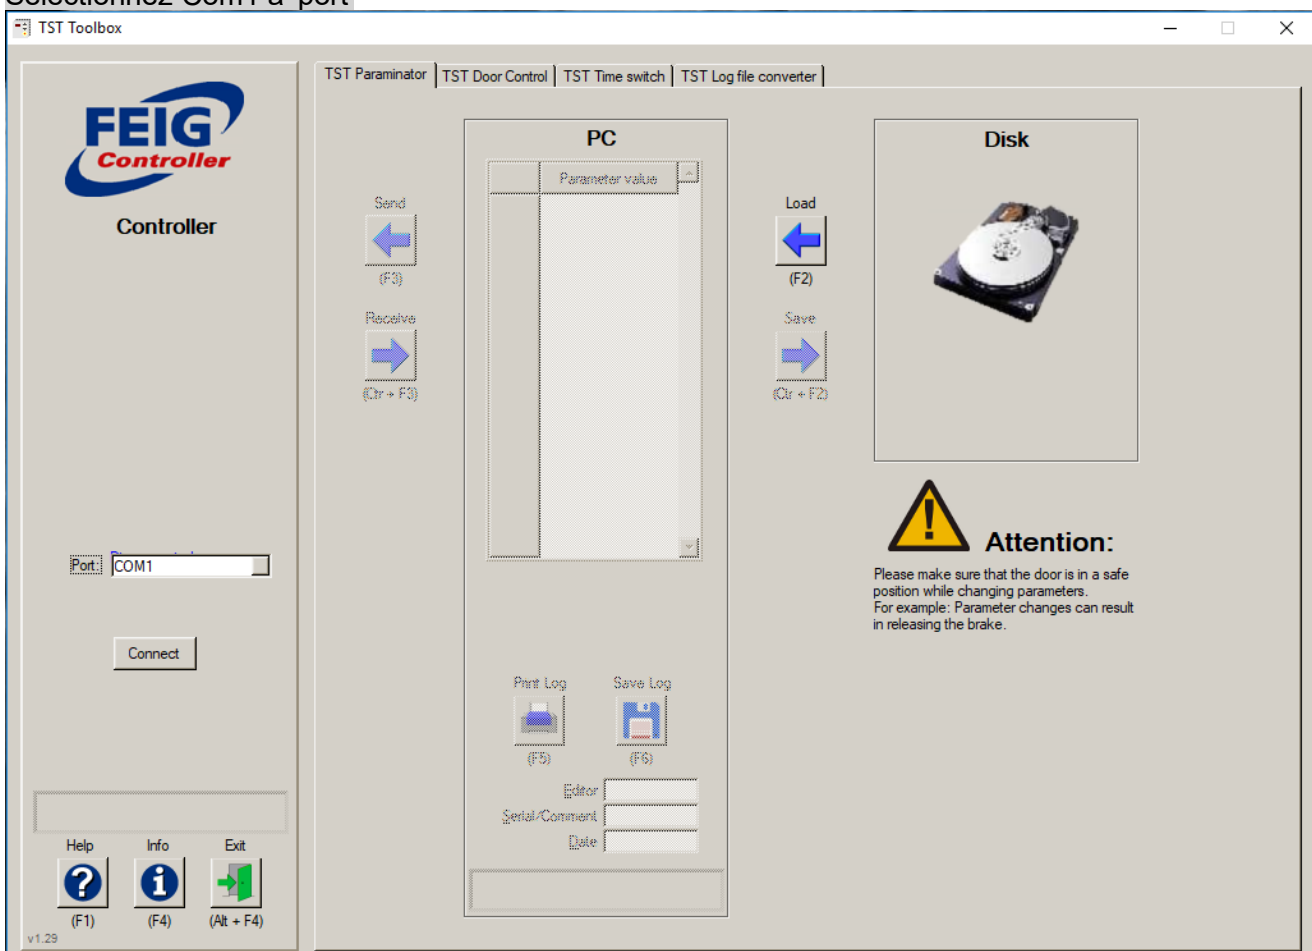 Sélectionnez Com1 à port
TST Toolbox
TST Paraminator
TST Door Control
TST Time switch
TST Log file converter
FEIG
Controller
Controller
PC
Parameter value
Disk
Send
(F3)
Receive
(Ctr + F3)
Load
(F2)
Save
(Ctr + F2)
Port:
COM1
Connect
Attention:
Please make sure that the door is in a safe
position while changing parameters.
For example: Parameter changes can result
in releasing the brake.
Print Log
(F5)
Save Log
(F6)
Editor
Serial/Comment
Date
Help
(F1)
Info
(F4)
Exit
(Alt + F4)
v1.29